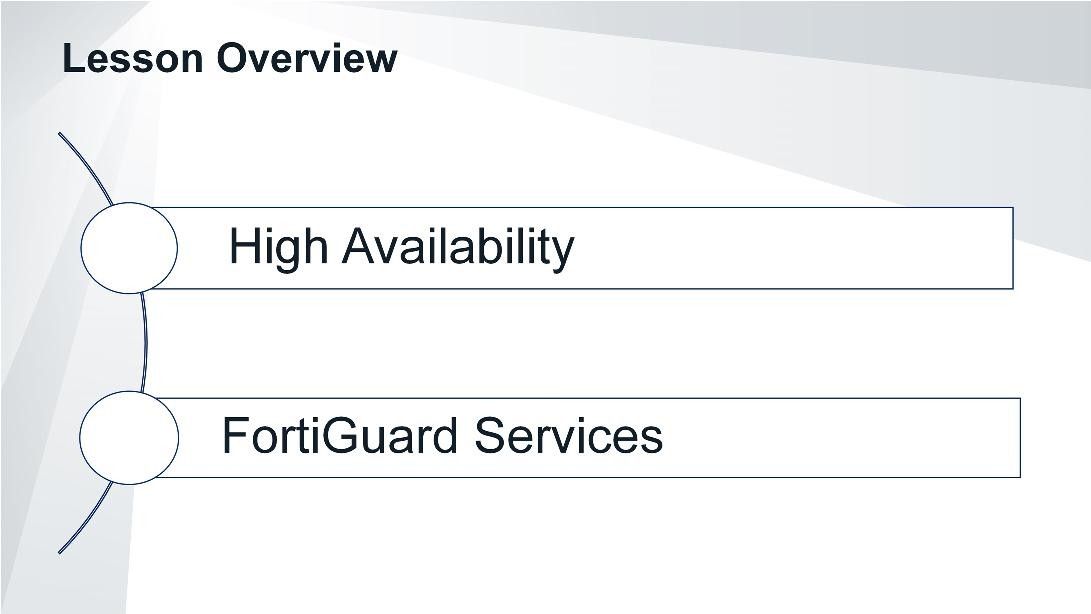 Lesson Overview
High Availability
FortiGuard Services